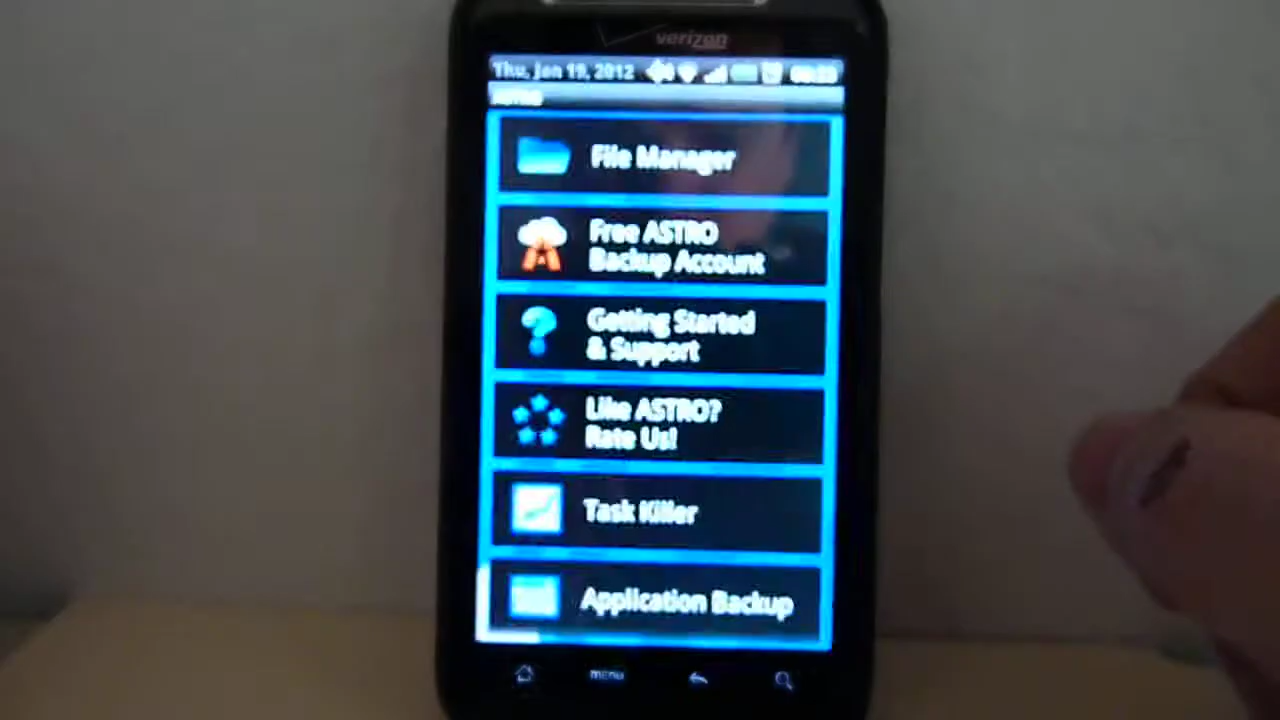 verizon
Thu, Jan 19, 2012
File Manager
Free ASTRO
Backup Account
Getting Started
& Support
Like ASTRO?
Rate Us!
Task Killer
Application Backup
menu